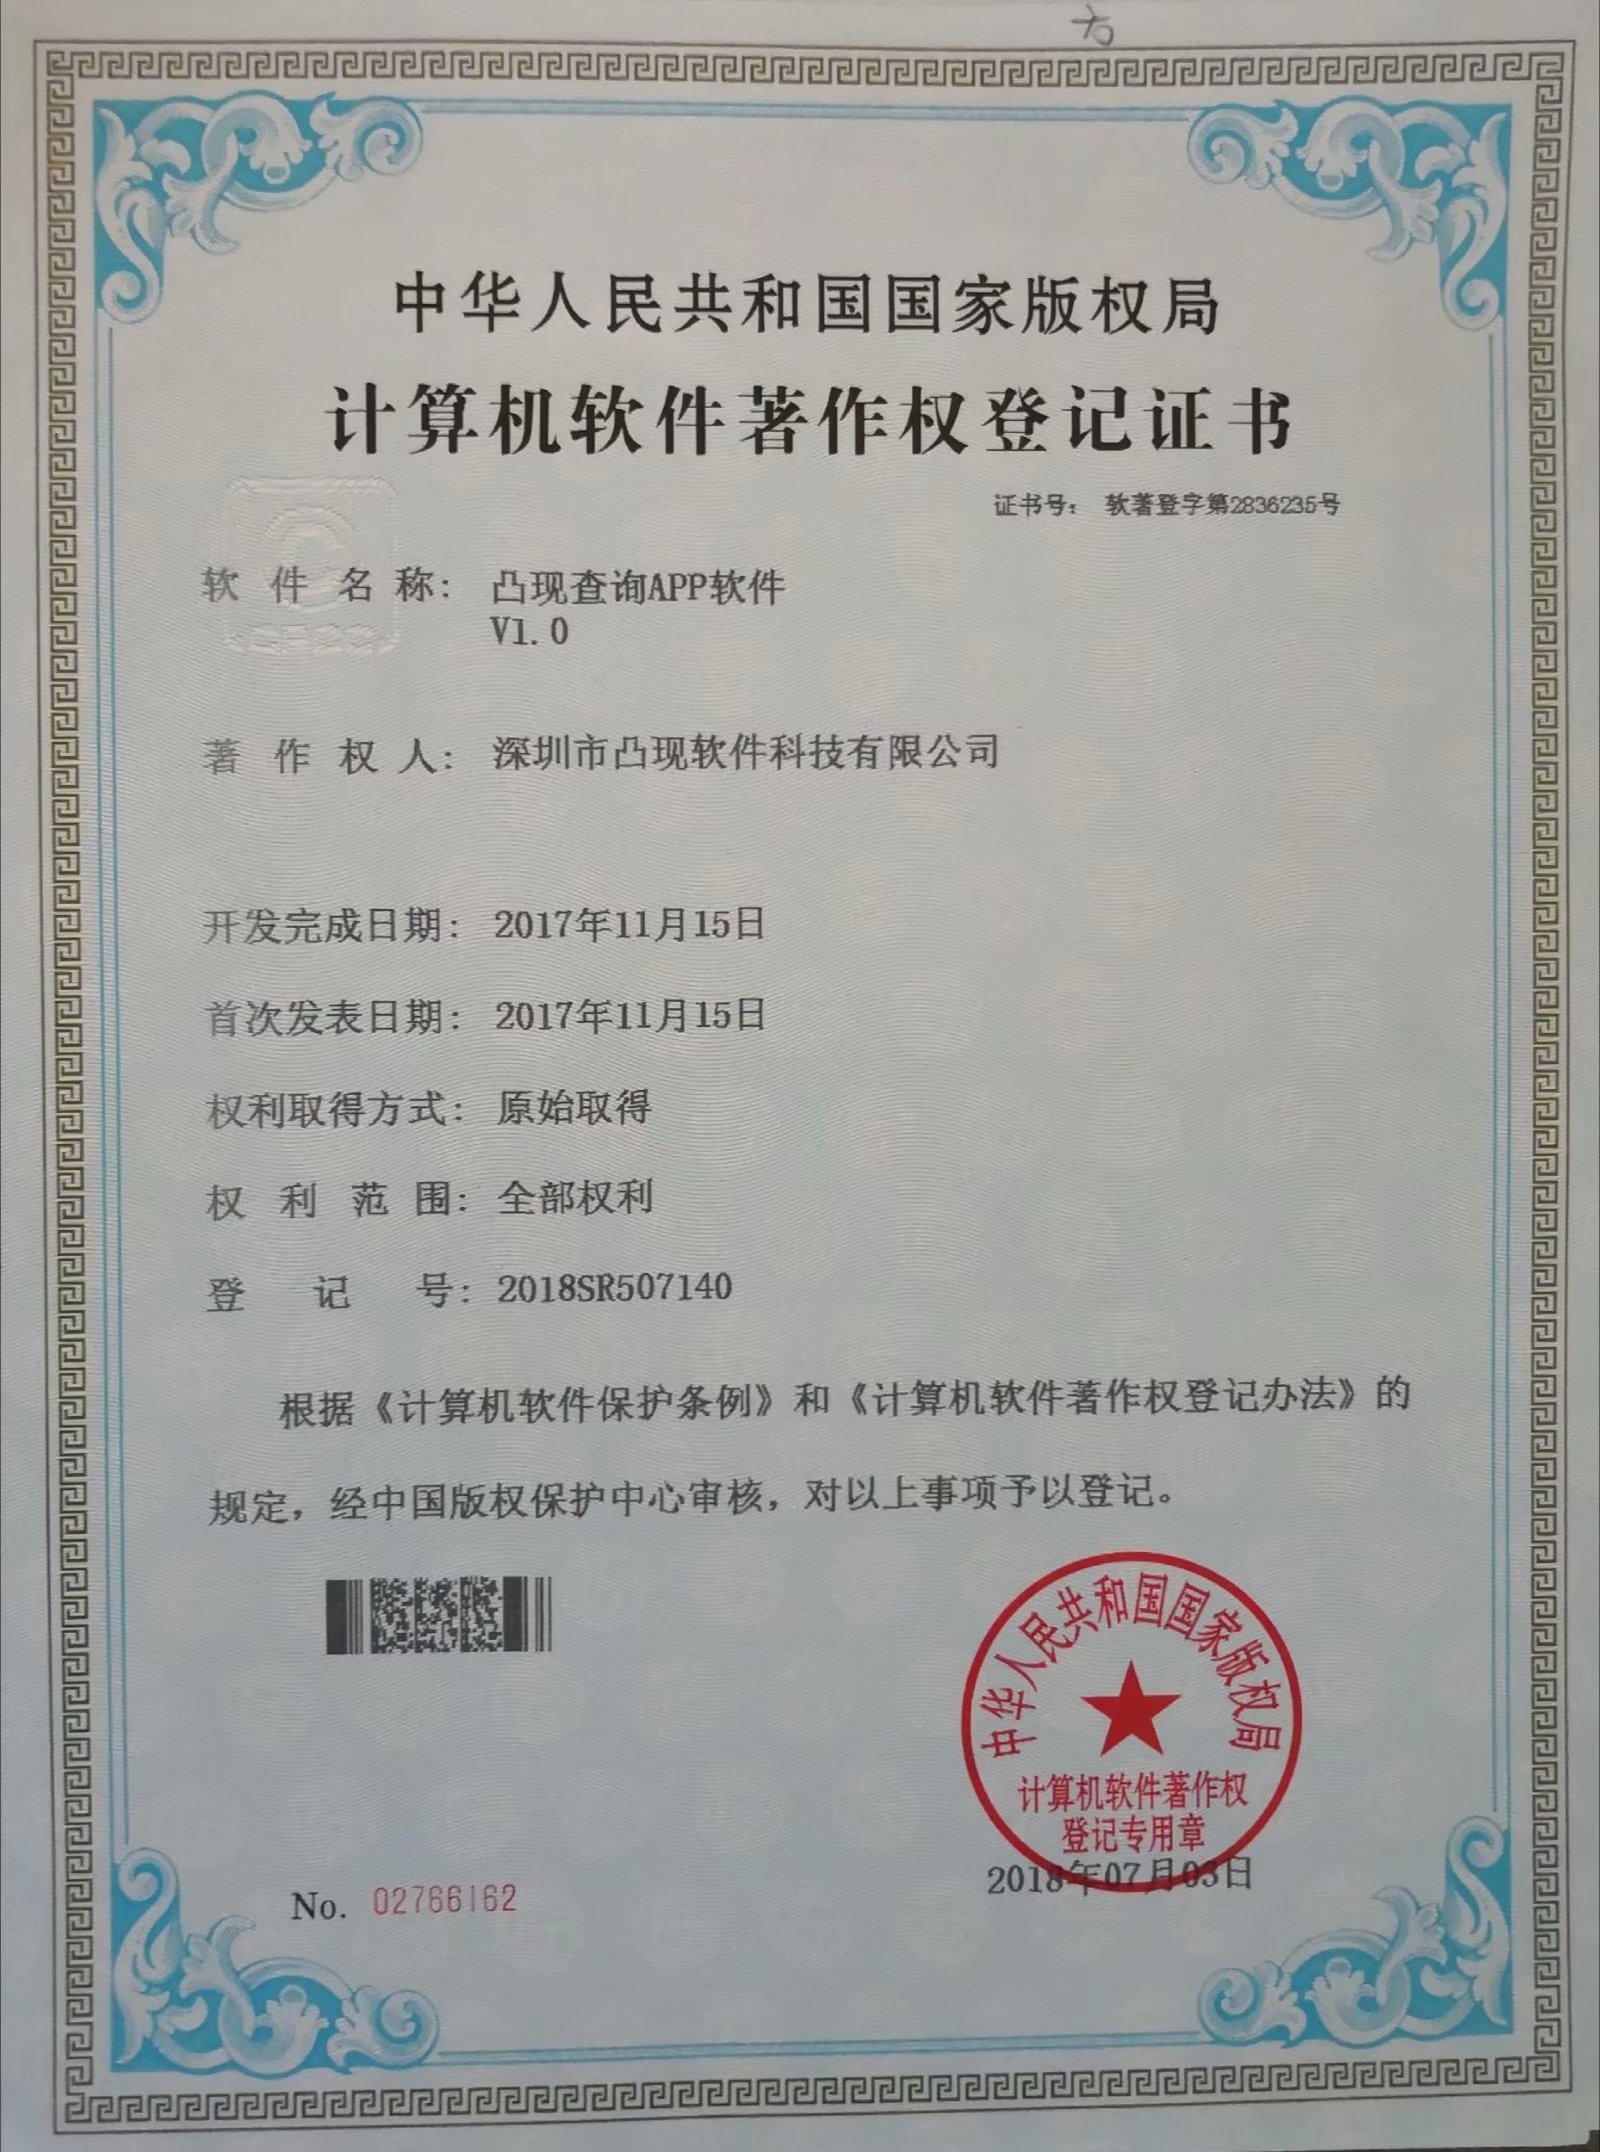 中华人民共和国国家版权局
计算机软件著作权登记证书
证书号： 软著登字第2836235号
软件名称： 凸现查询APP软件
V1.0
著作权人： 深圳市凸现软件科技有限公司
开发完成日期： 2017年11月15日
首次发表日期： 2017年11月15日
权利取得方式： 原始取得
权利范围： 全部权利
登记号： 2018SR507140
根据《计算机软件保护条例》和《计算机软件著作权登记办法》的
规定，经中国版权保护中心审核，对以上事项予以登记。
中华人民共和国国家版权局
计算机软件著作权
登记专用章
2018年07月03日
No. 02766162